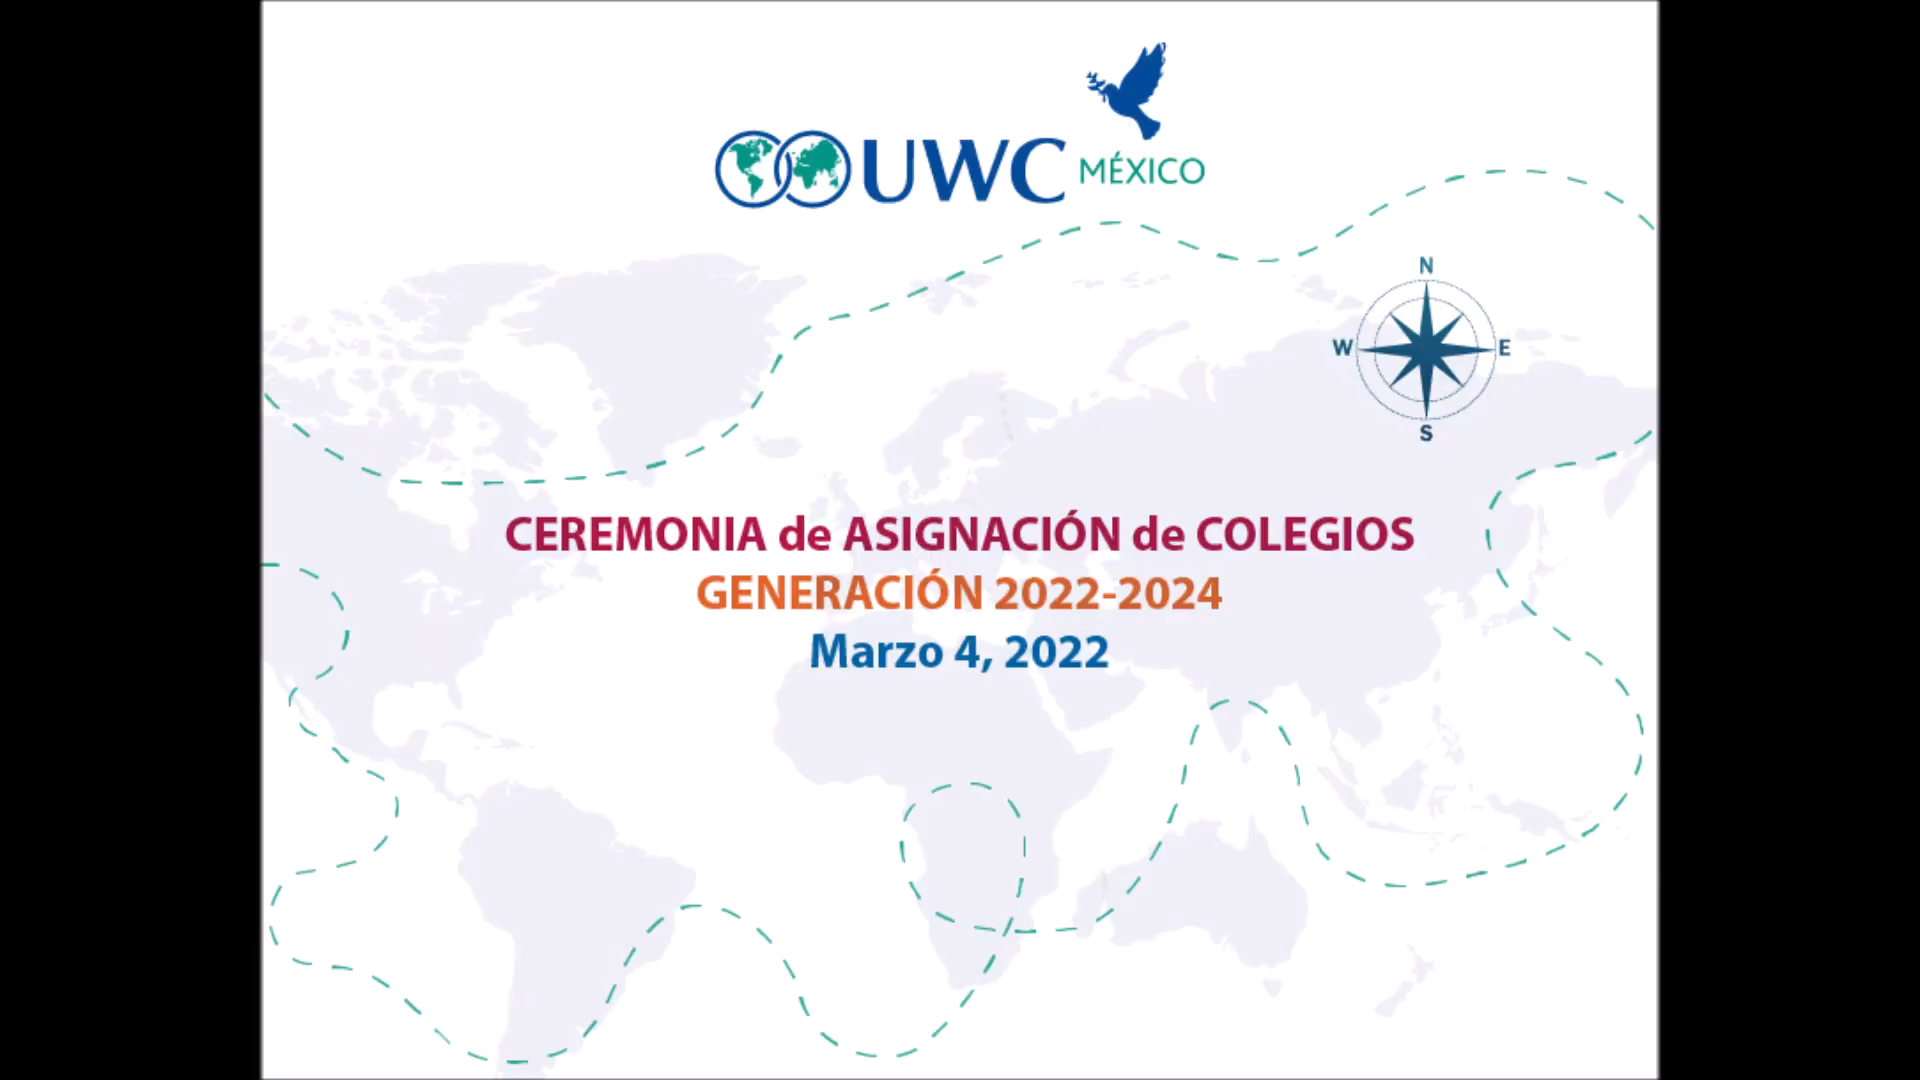 UWC MÉXICO
N
W E
S
CEREMONIA de ASIGNACIÓN de COLEGIOS
GENERACIÓN 2022-2024
Marzo 4, 2022